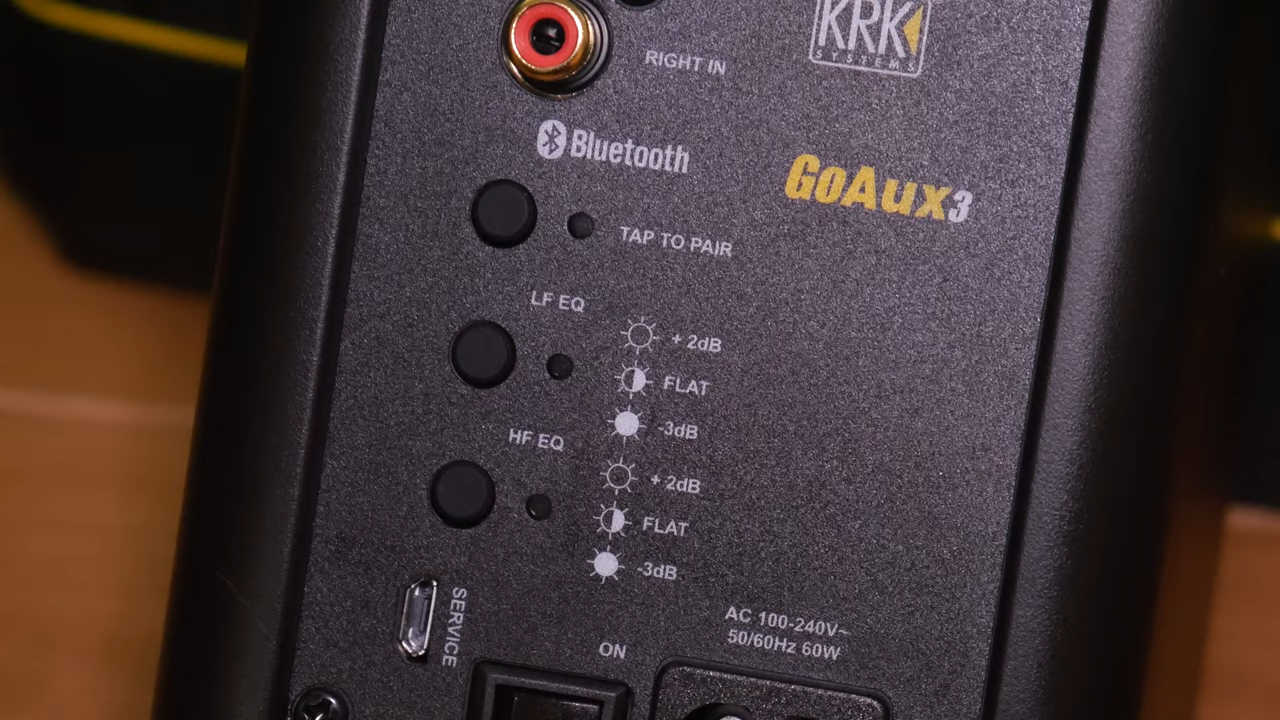 KRK
SYSTEMS
RIGHT IN
Bluetooth
GoAux3
TAP TO PAIR
LF EQ
+ 2dB
FLAT
-3dB
HF EQ
+ 2dB
FLAT
-3dB
SERVICE
AC 100-240V~
50/60Hz 60W
ON